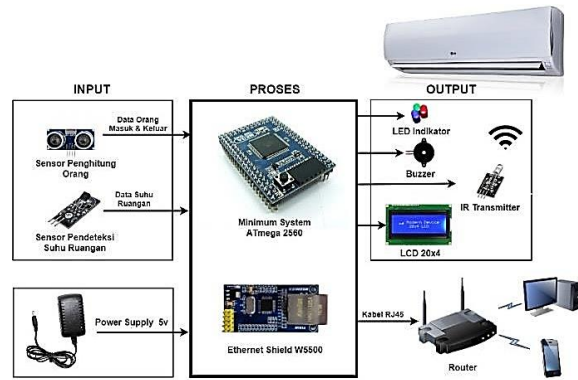 INPUT
PROSES
OUTPUT
Data Orang
Masuk & Keluar
Sensor Penghitung
Orang
Data Suhu
Ruangan
Sensor Pendeteksi
Suhu Ruangan
Minimum System
ATmega 2560
LED Indikator
Buzzer
IR Transmitter
LCD 20x4
Power Supply 5v
Ethernet Shield W5500
Kabel RJ45
Router